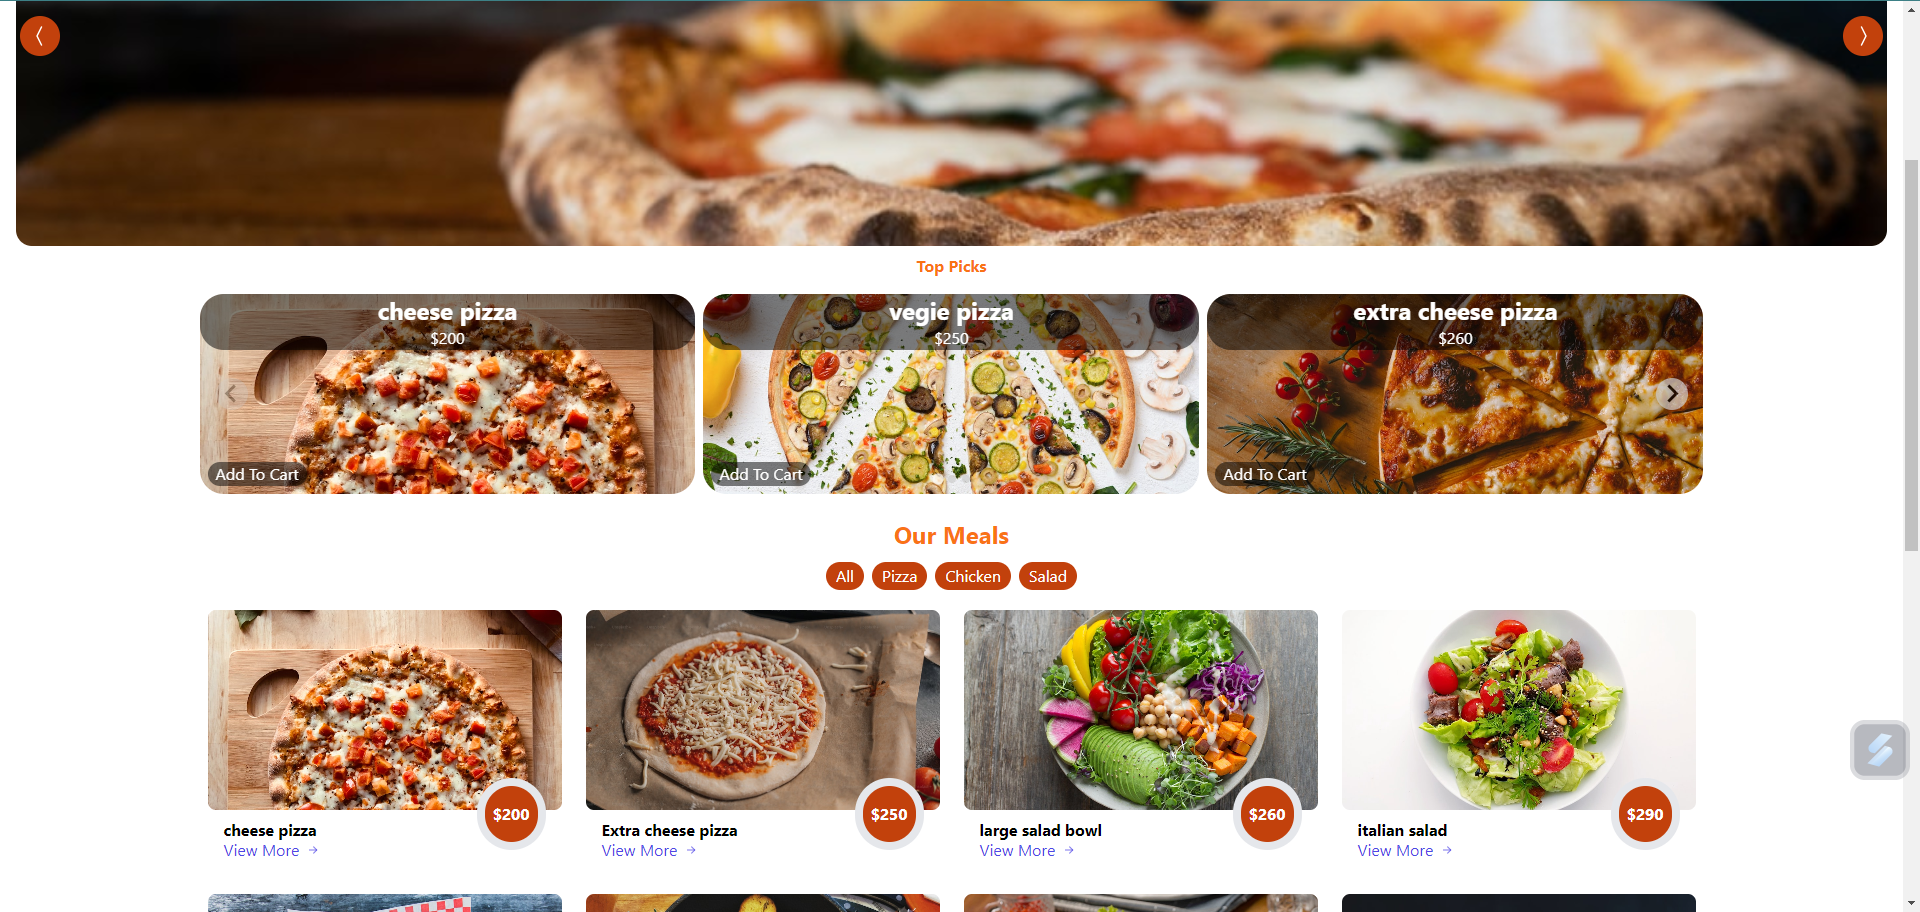 Top Picks
cheese pizza
$200
Add To Cart
vegie pizza
$250
Add To Cart
extra cheese pizza
$260
Add To Cart
Our Meals
All
Pizza
Chicken
Salad
$200
cheese pizza
View More →
$250
Extra cheese pizza
View More →
$260
large salad bowl
View More →
$290
italian salad
View More →